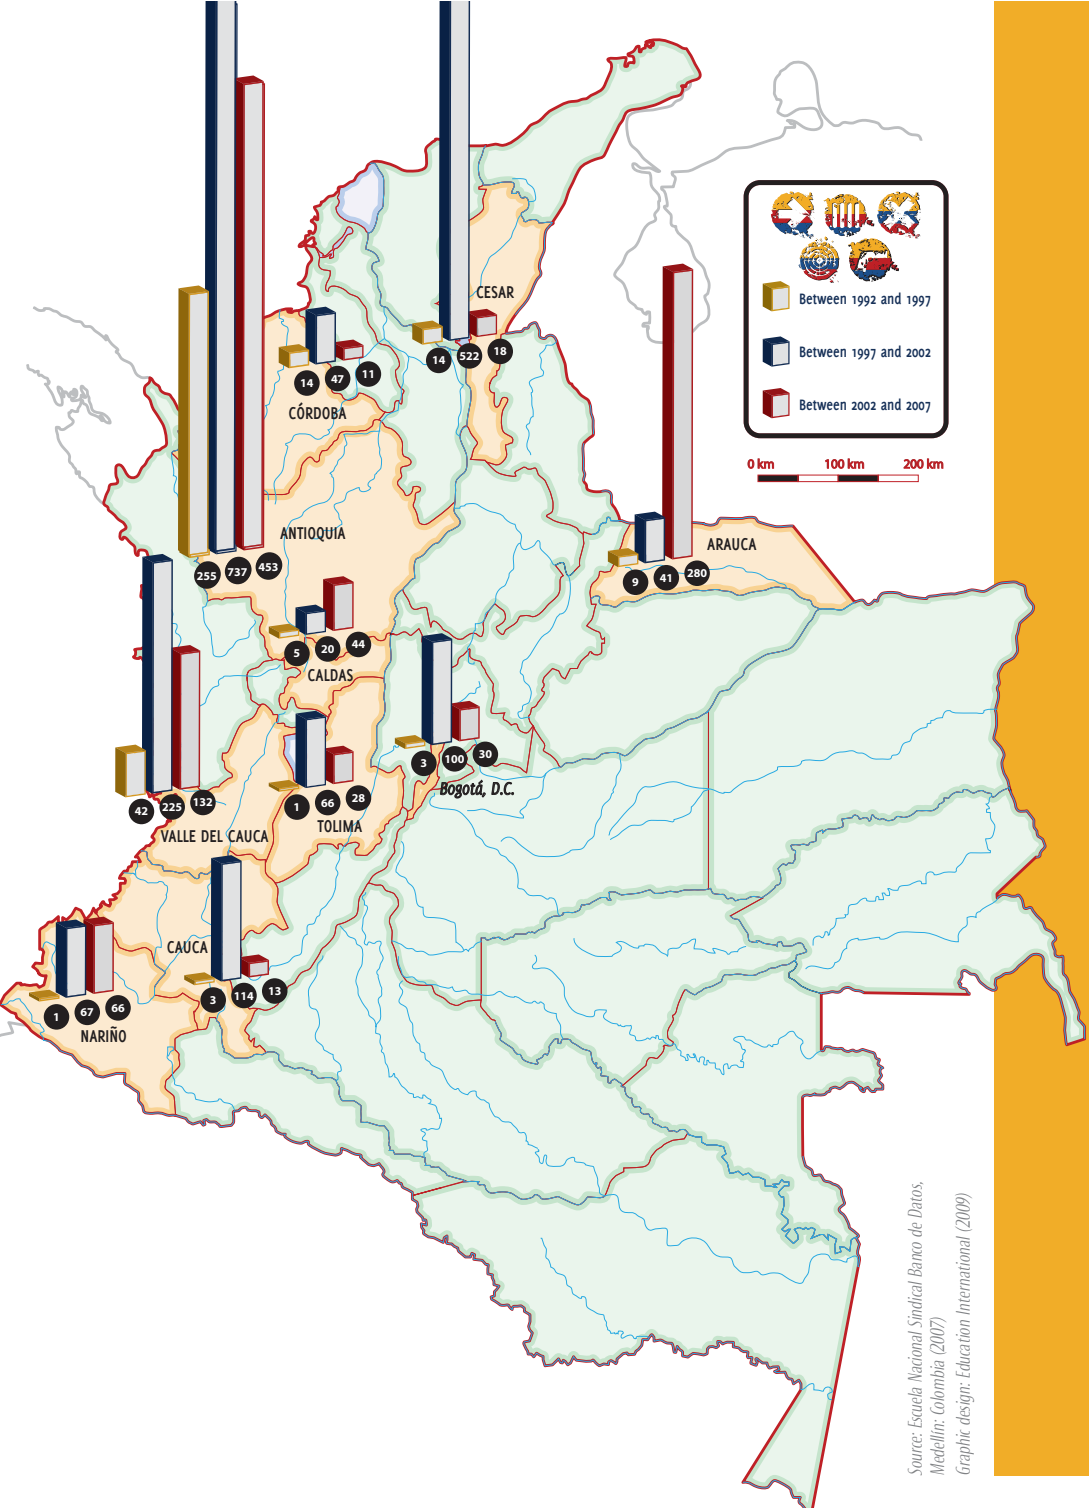 CESAR
14 522 18
Between 1992 and 1997
Between 1997 and 2002
Between 2002 and 2007
0 km 100 km 200 km
14 47 11
CÓRDOBA
ANTIOQUIA
255 737 453
ARAUCA
9 41 280
5 20 44
CALDAS
3 100 30
Bogotá, D.C.
42 225 132
VALLE DEL CAUCA
1 66 28
TOLIMA
CAUCA
3 114 13
1 67 66
NARIÑO
Source: Escuela Nacional Sindical Banco de Datos,
Medellín: Colombia (2007)
Graphic design: Education International (2009)